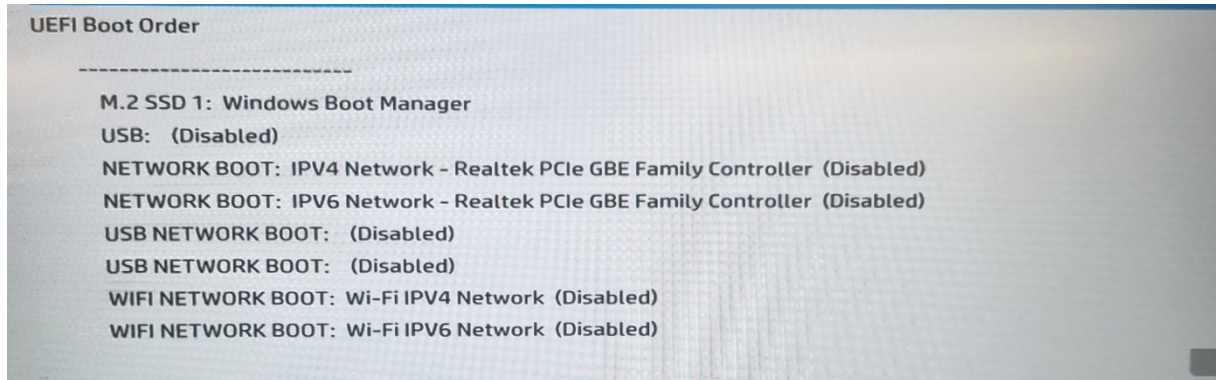 UEFI Boot Order
---------------------------
M.2 SSD 1: Windows Boot Manager
USB: (Disabled)
NETWORK BOOT: IPV4 Network - Realtek PCIe GBE Family Controller (Disabled)
NETWORK BOOT: IPV6 Network - Realtek PCIe GBE Family Controller (Disabled)
USB NETWORK BOOT: (Disabled)
USB NETWORK BOOT: (Disabled)
WIFI NETWORK BOOT: Wi-Fi IPV4 Network (Disabled)
WIFI NETWORK BOOT: Wi-Fi IPV6 Network (Disabled)